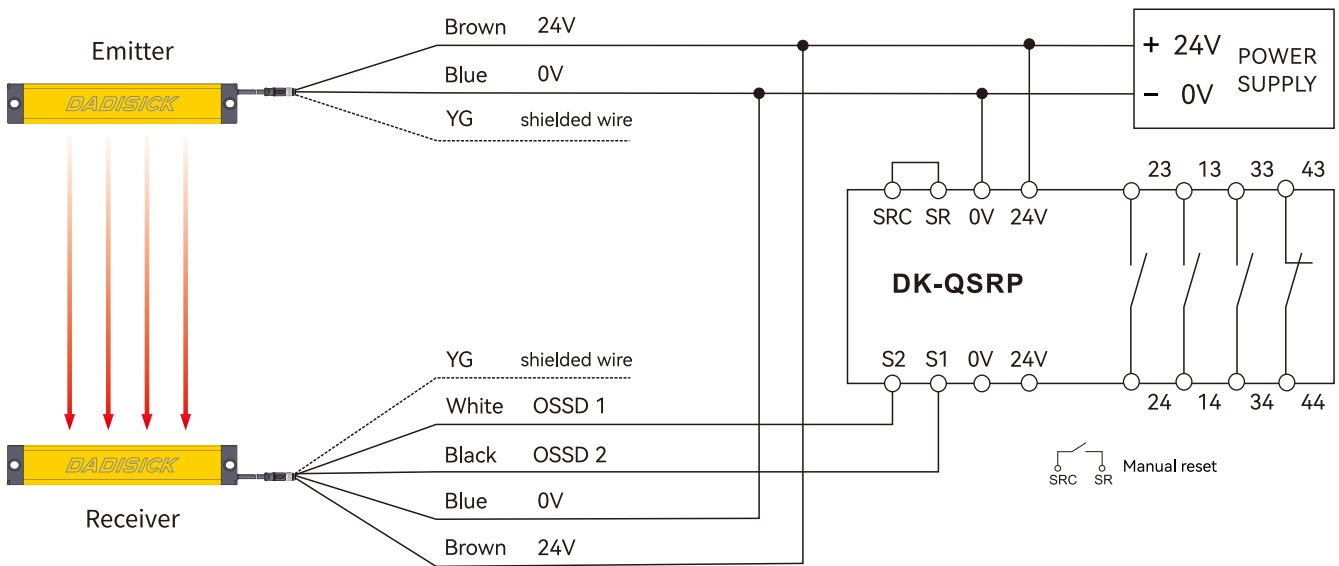 Emitter
DADISICK
Brown 24V
Blue 0V
YG shielded wire
+ 24V
- 0V
POWER
SUPPLY
SRC SR 0V 24V
23 13 33 43
DK-QSRP
S2 S1 0V 24V
24 14 34 44
SRC SR Manual reset
DADISICK
Receiver
YG shielded wire
White OSSD 1
Black OSSD 2
Blue 0V
Brown 24V